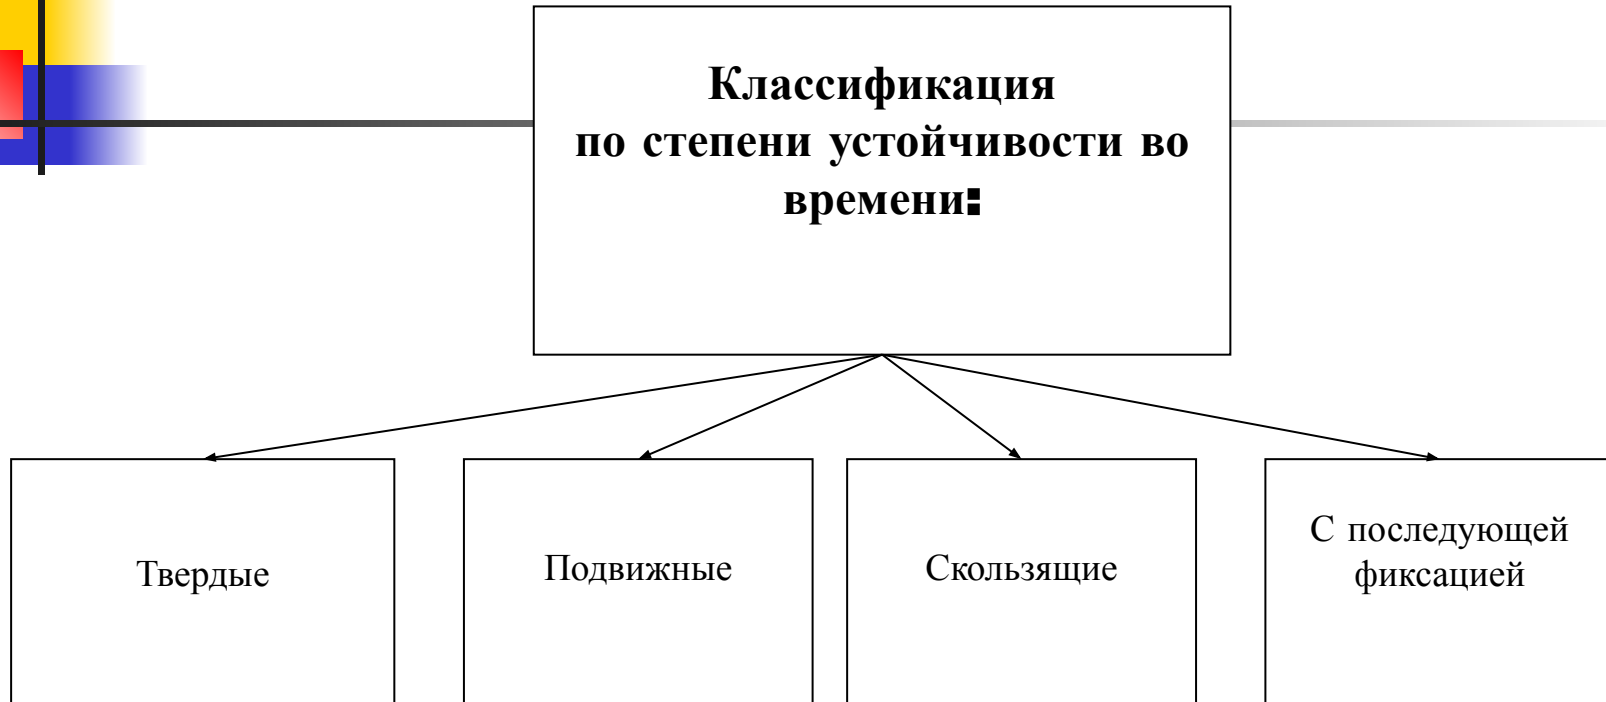 Классификация
по степени устойчивости во
времени:
Твердые
Подвижные
Скользящие
С последующей
фиксацией